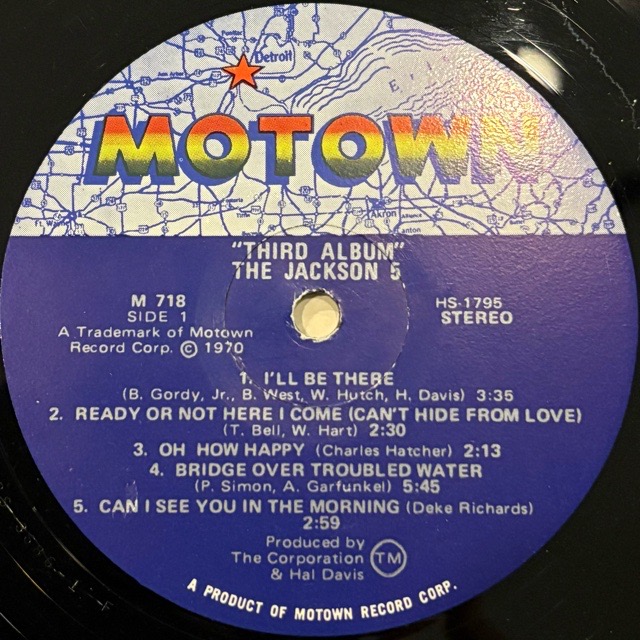 Detroit
Eri
MOTOWN
Akron
"THIRD ALBUM"
THE JACKSON 5
M 718
SIDE 1
A Trademark of Motown
Record Corp. © 1970
HS-1795
STEREO
1. I'LL BE THERE
(B. Gordy, Jr., B. West, W. Hutch, H. Davis) 3:35
2. READY OR NOT HERE I COME (CAN'T HIDE FROM LOVE)
(T. Bell, W. Hart) 2:30
3. OH HOW HAPPY (Charles Hatcher) 2:13
4. BRIDGE OVER TROUBLED WATER
(P. Simon, A. Garfunkel) 5:45
5. CAN I SEE YOU IN THE MORNING (Deke Richards)
2:59
Produced by
The Corporation TM
& Hal Davis
A PRODUCT OF MOTOWN RECORD CORP.